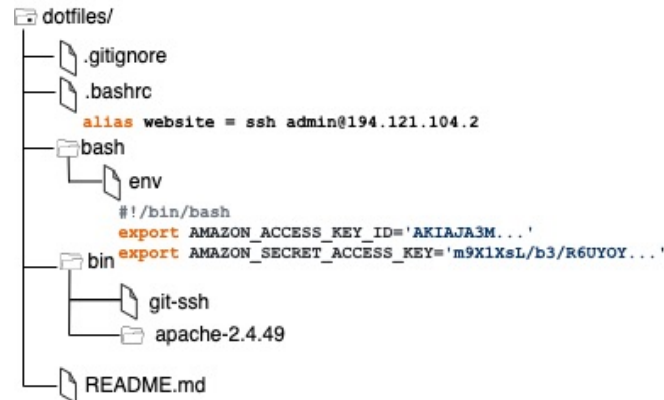 dotfiles/
.gitignore
.bashrc
alias website = ssh admin@194.121.104.2
bash
env
#!/bin/bash
export AMAZON_ACCESS_KEY_ID='AKIAJA3M...'
export AMAZON_SECRET_ACCESS_KEY='m9X1XsL/b3/R6UYOY...'
bin
git-ssh
apache-2.4.49
README.md